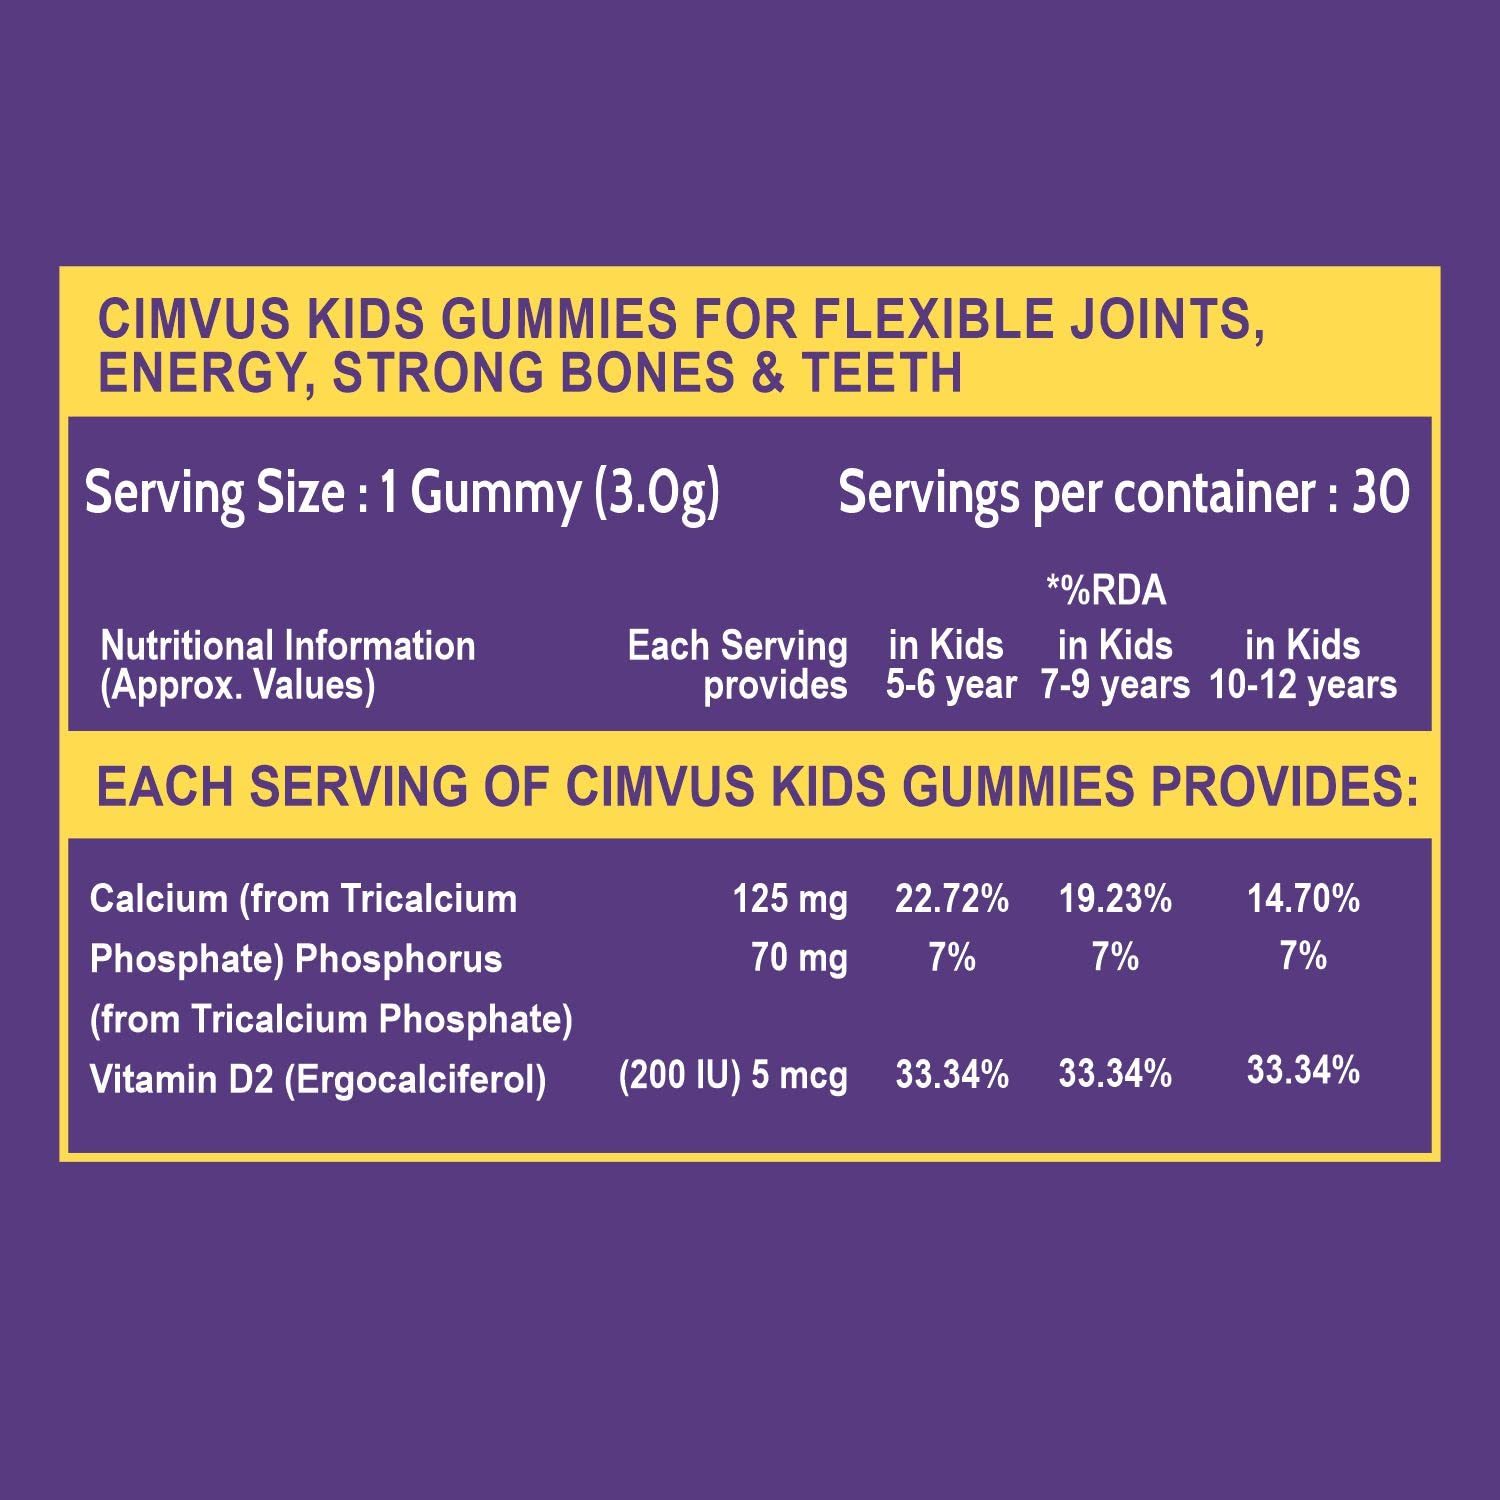 CIMVUS KIDS GUMMIES FOR FLEXIBLE JOINTS,
ENERGY, STRONG BONES & TEETH
Serving Size : 1 Gummy (3.0g) Servings per container : 30
*%RDA
Nutritional Information Each Serving in Kids in Kids in Kids
(Approx. Values) provides 5-6 year 7-9 years 10-12 years
EACH SERVING OF CIMVUS KIDS GUMMIES PROVIDES:
Calcium (from Tricalcium 125 mg 22.72% 19.23% 14.70%
Phosphate) Phosphorus 70 mg 7% 7% 7%
(from Tricalcium Phosphate)
Vitamin D2 (Ergocalciferol) (200 IU) 5 mcg 33.34% 33.34% 33.34%